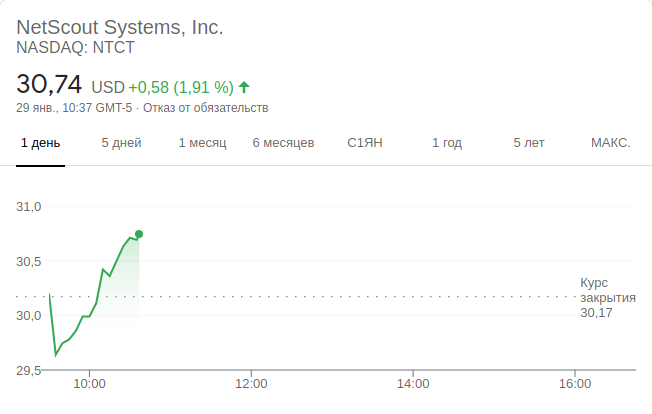 NetScout Systems, Inc.
NASDAQ: NTCT
30,74 USD +0,58 (1,91 %)
29 янв., 10:37 GMT-5 · Отказ от обязательств
1 день 5 дней 1 месяц 6 месяцев С1ЯН 1 год 5 лет МАКС.
31,0
30,5
Курс
закрытия
30,17
30,0
29,5
10:00 12:00 14:00 16:00